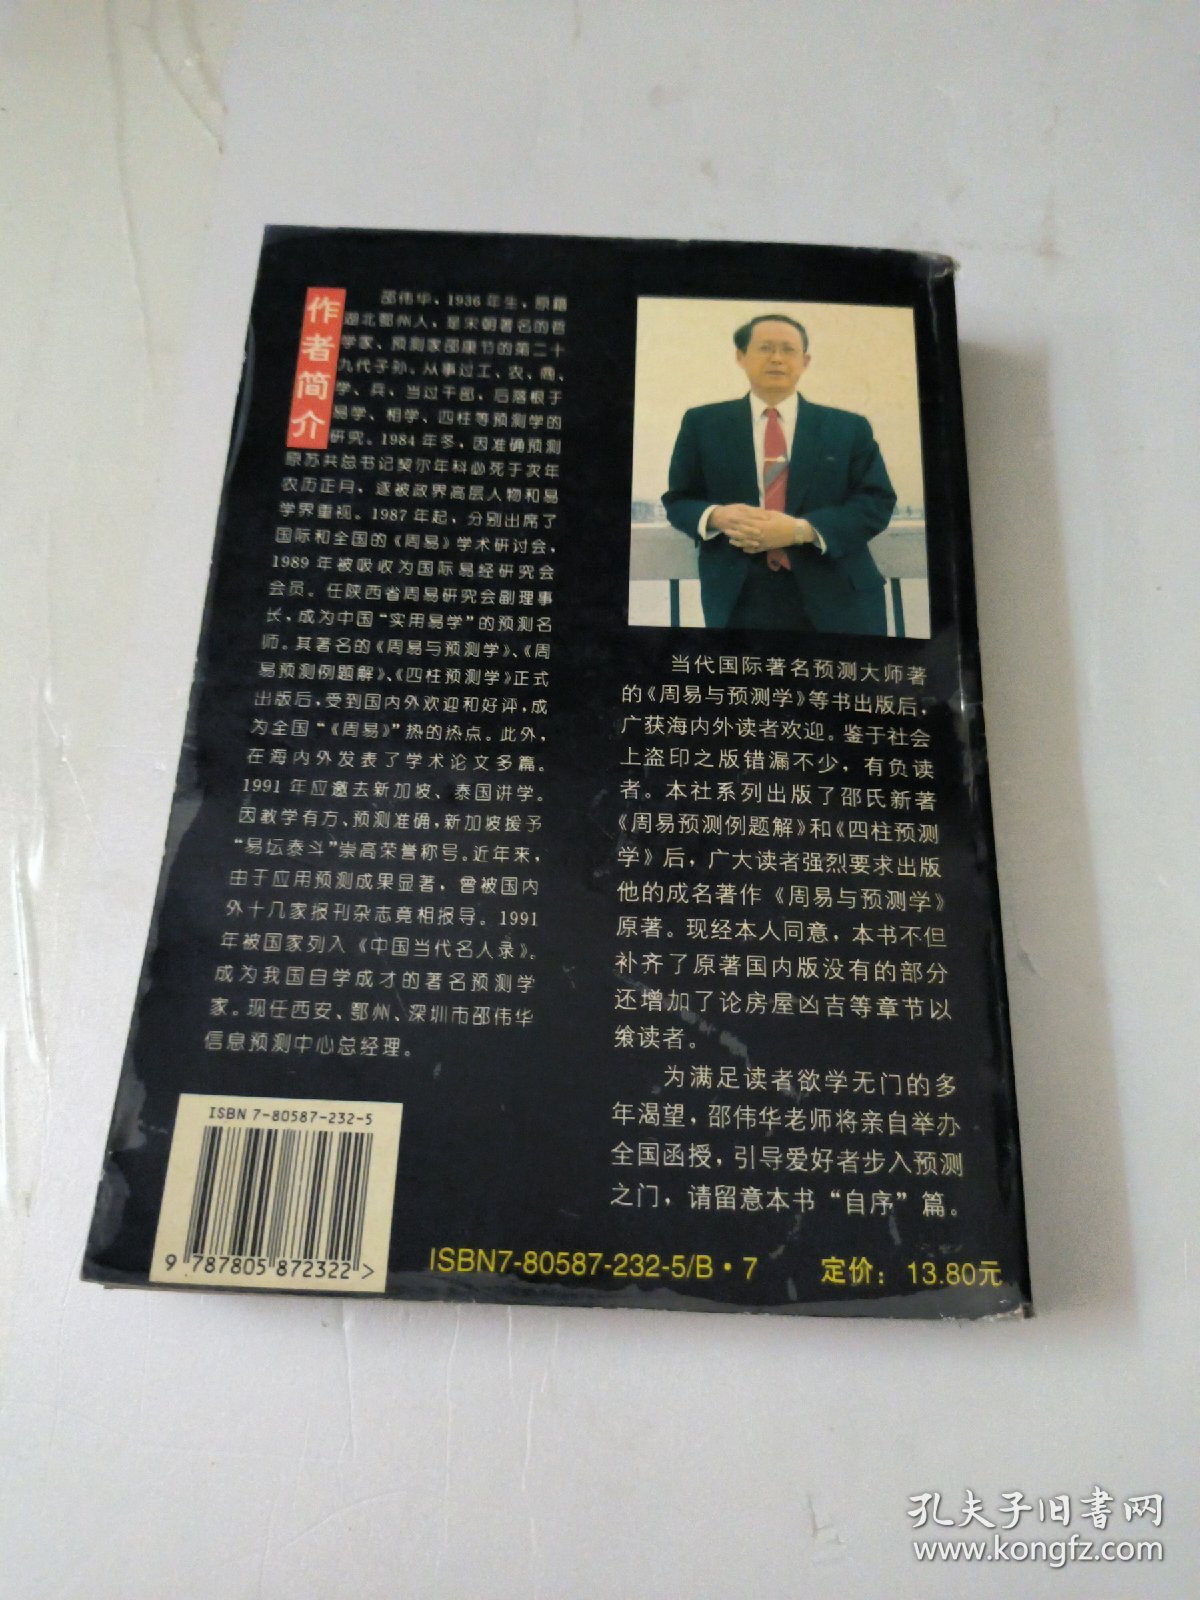 作者简介
邵伟华、1936年生、原籍
湖北鄂州人、是宋朝著名的哲
学家、预测家邵康节的第二十
九代子孙。从事过工、农、商、
学、兵、当过干部、后落根于
易学、相学、四柱等预测学的
研究。1984年冬，因准确预测
原苏共总书记契尔年科必死于次年
农历正月，逐被政界高层人物和易
学界重视。1987年起，分别出席了
国际和全国的《周易》学术研讨会，
1989年被吸收为国际易经研究会
会员。任陕西省周易研究会副理事
长，成为中国“实用易学”的预测名
师。其著名的《周易与预测学》、《周
易预测例题解》、《四柱预测学》正式
出版后，受到国内外欢迎和好评，成
为全国“《周易》”热的热点。此外，
在海内外发表了学术论文多篇。
1991年应邀去新加坡、泰国讲学。
因教学有方、预测准确，新加坡援予
“易坛泰斗”崇高荣誉称号。近年来，
由于应用预测成果显著，曾被国内
外十几家报刊杂志竟相报导。1991
年被国家列入《中国当代名人录》。
成为我国自学成才的著名预测学
家。现任西安、鄂州、深圳市邵伟华
信息预测中心总经理。
当代国际著名预测大师著
的《周易与预测学》等书出版后，
广获海内外读者欢迎。鉴于社会
上盗印之版错漏不少，有负读
者。本社系列出版了邵氏新著
《周易预测例题解》和《四柱预测
学》后，广大读者强烈要求出版
他的成名著作《周易与预测学》
原著。现经本人同意，本书不但
补齐了原著国内版没有的部分
还增加了论房屋凶吉等章节以
飨读者。
为满足读者欲学无门的多
年渴望，邵伟华老师将亲自举办
全国函授，引导爱好者步入预测
之门，请留意本书“自序”篇。
ISBN 7-80587-232-5
9 787805 872322 >
ISBN7-80587-232-5/B·7 定价：13.80元
孔夫子旧书网
www.kongfz.com